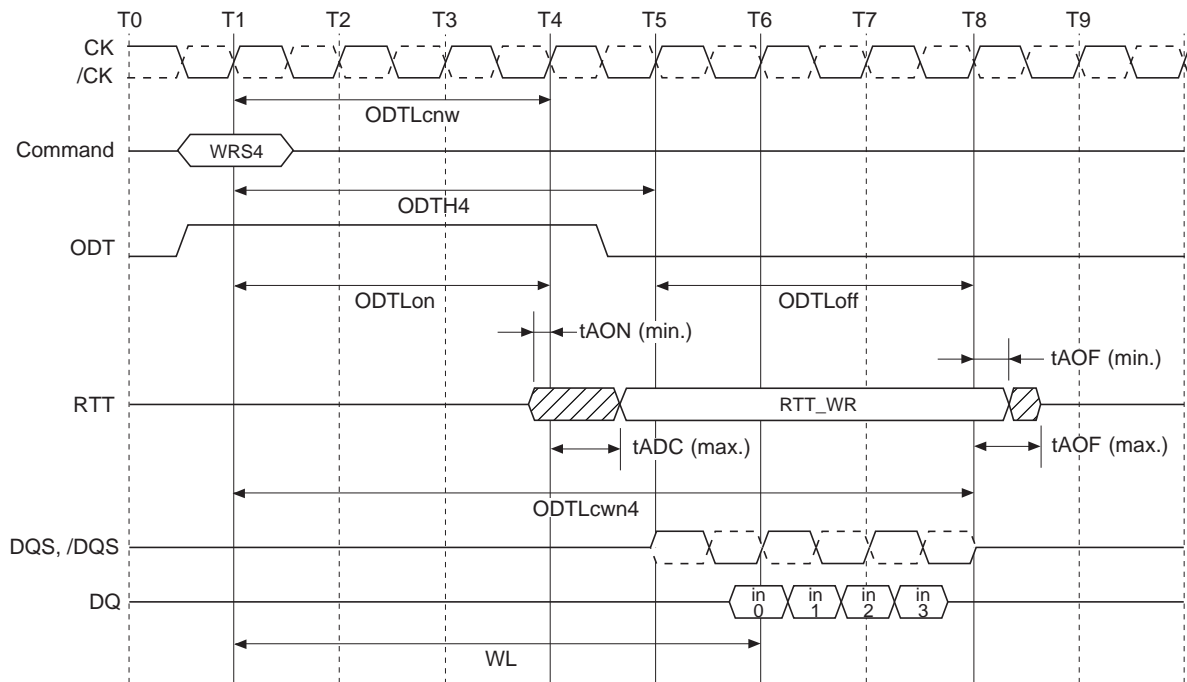 T0 T1 T2 T3 T4 T5 T6 T7 T8 T9
CK
/CK
ODTLcnw
Command WRS4
ODTH4
ODT
ODTLon ODTLoff
tAON (min.)
tAOF (min.)
RTT RTT_WR
tADC (max.) tAOF (max.)
ODTLcwn4
DQS, /DQS
DQ in 0 in 1 in 2 in 3
WL